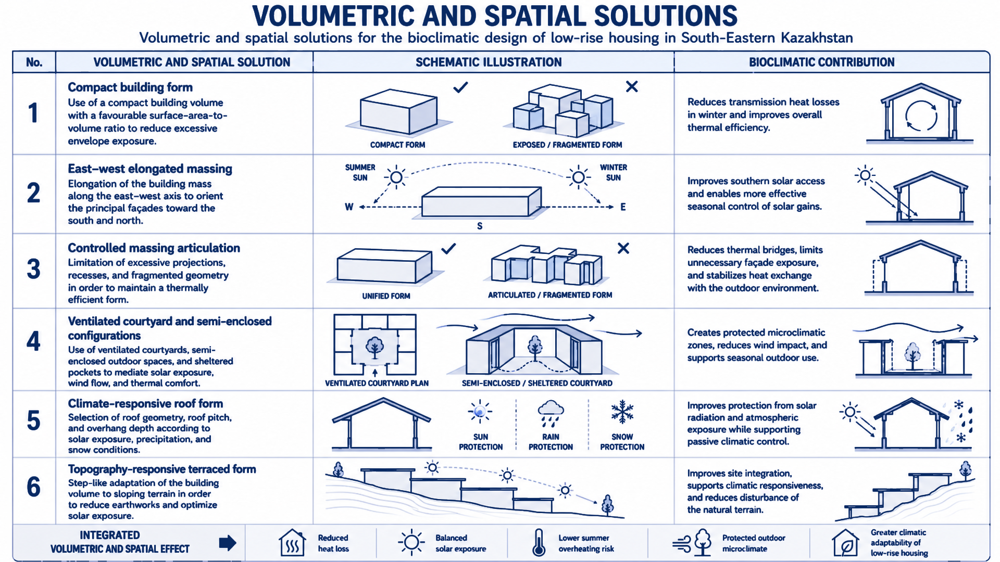 VOLUMETRIC AND SPATIAL SOLUTIONS
Volumetric and spatial solutions for the bioclimatic design of low-rise housing in South-Eastern Kazakhstan
No.
VOLUMETRIC AND SPATIAL SOLUTION
SCHEMATIC ILLUSTRATION
BIOCLIMATIC CONTRIBUTION
1
Compact building form
Use of a compact building volume
with a favourable surface-area-to-
volume ratio to reduce excessive
envelope exposure.
COMPACT FORM
EXPOSED / FRAGMENTED FORM
Reduces transmission heat losses
in winter and improves overall
thermal efficiency.
2
East–west elongated massing
Elongation of the building mass
along the east–west axis to orient
the principal façades toward the
south and north.
SUMMER
SUN
WINTER
SUN
W
E
S
Improves southern solar access
and enables more effective
seasonal control of solar gains.
3
Controlled massing articulation
Limitation of excessive projections,
recesses, and fragmented geometry
in order to maintain a thermally
efficient form.
UNIFIED FORM
ARTICULATED / FRAGMENTED FORM
Reduces thermal bridges, limits
unnecessary façade exposure,
and stabilizes heat exchange
with the outdoor environment.
4
Ventilated courtyard and semi-enclosed
configurations
Use of ventilated courtyards, semi-
enclosed outdoor spaces, and sheltered
pockets to mediate solar exposure,
wind flow, and thermal comfort.
VENTILATED COURTYARD PLAN
SEMI-ENCLOSED / SHELTERED COURTYARD
Creates protected microclimatic
zones, reduces wind impact, and
supports seasonal outdoor use.
5
Climate-responsive roof form
Selection of roof geometry, roof pitch,
and overhang depth according to
solar exposure, precipitation, and
snow conditions.
SUN
PROTECTION
RAIN
PROTECTION
SNOW
PROTECTION
Improves protection from solar
radiation and atmospheric
exposure while supporting
passive climatic control.
6
Topography-responsive terraced form
Step-like adaptation of the building
volume to sloping terrain in order
to reduce earthworks and optimize
solar exposure.
Improves site integration,
supports climatic responsiveness,
and reduces disturbance of
the natural terrain.
INTEGRATED
VOLUMETRIC AND SPATIAL EFFECT
Reduced
heat loss
Balanced
solar exposure
Lower summer
overheating risk
Protected outdoor
microclimate
Greater climatic
adaptability of
low-rise housing